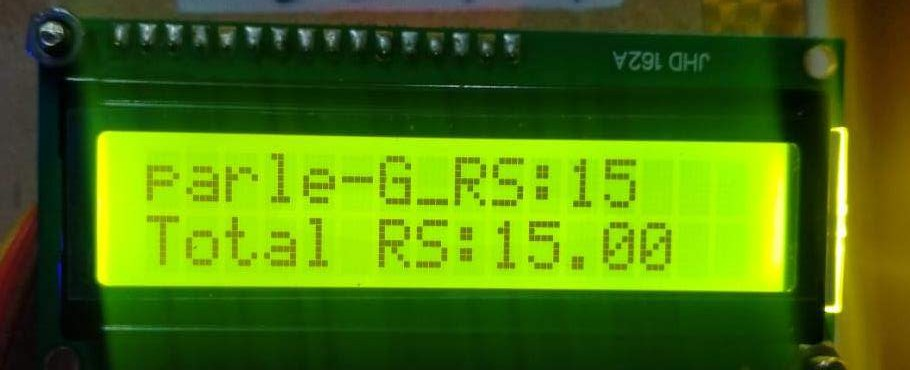 JHD 162A
parle-G_RS:15
Total RS:15.00